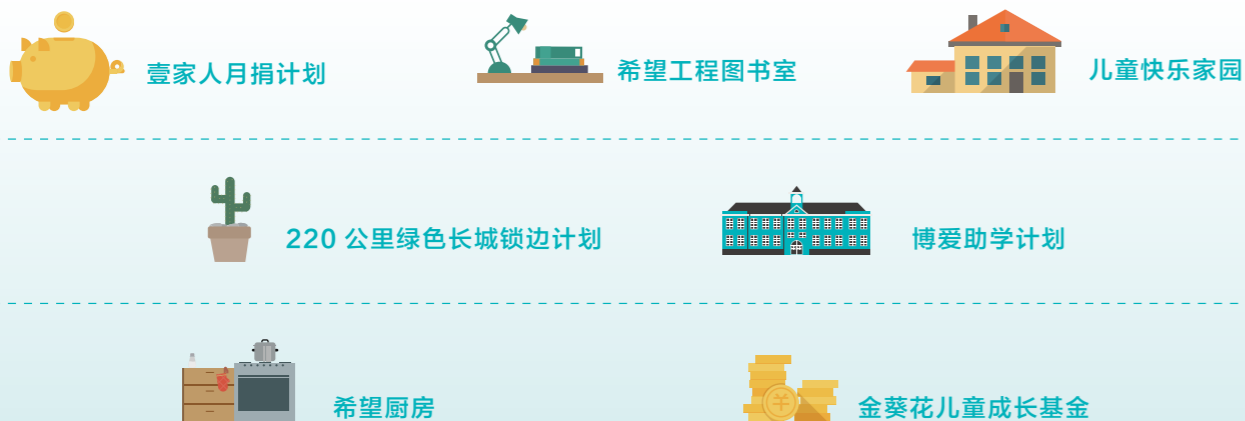 壹家人月捐计划
希望工程图书室
儿童快乐家园
220 公里绿色长城锁边计划
博爱助学计划
希望厨房
金葵花儿童成长基金